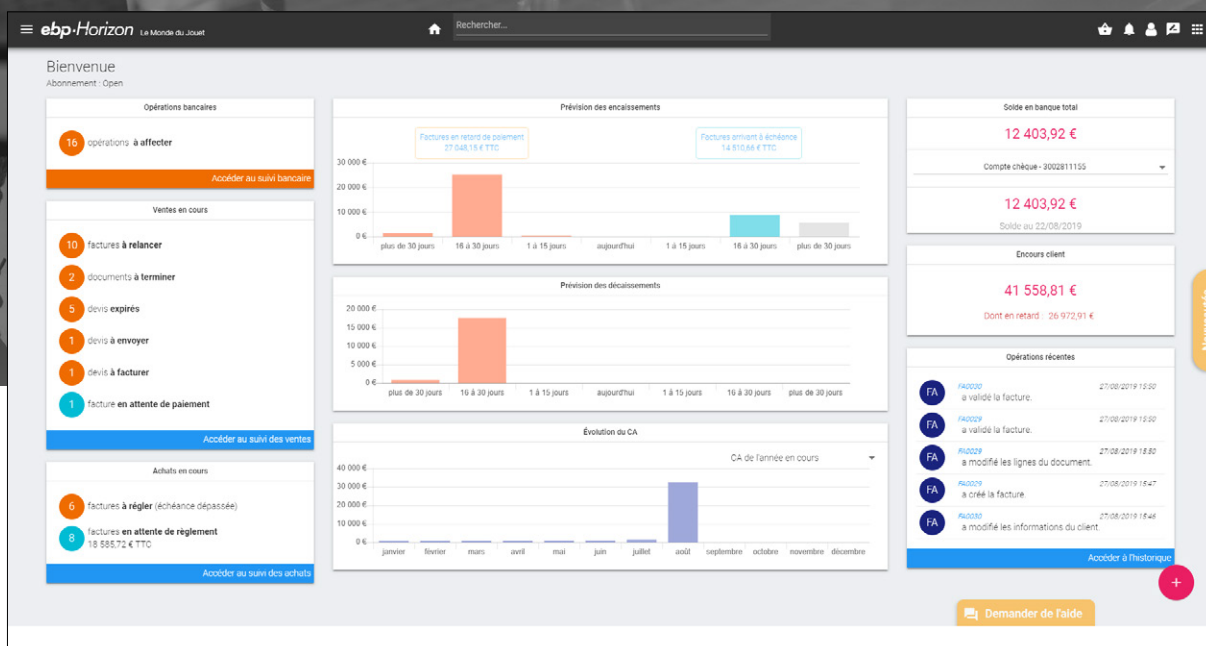 ebp·Horizon Le Monde du Jouet
Rechercher...
Bienvenue
Abonnement : Open
Opérations bancaires
16 opérations à affecter
Accéder au suivi bancaire
Ventes en cours
10 factures à relancer
2 documents à terminer
5 devis expirés
1 devis à envoyer
1 devis à facturer
1 facture en attente de paiement
Accéder au suivi des ventes
Achats en cours
6 factures à régler (échéance dépassée)
8 factures en attente de règlement
18 585,72 € TTC
Accéder au suivi des achats
Prévision des encaissements
Factures en retard de paiement
27 048,15 € TTC
Factures arrivant à échéance
14 510,66 € TTC
30 000 €
20 000 €
10 000 €
0 €
plus de 30 jours 16 à 30 jours 1 à 15 jours aujourd'hui 1 à 15 jours 16 à 30 jours plus de 30 jours
Prévision des décaissements
20 000 €
15 000 €
10 000 €
5 000 €
0 €
plus de 30 jours 16 à 30 jours 1 à 15 jours aujourd'hui 1 à 15 jours 16 à 30 jours plus de 30 jours
Évolution du CA
CA de l'année en cours
40 000 €
30 000 €
20 000 €
10 000 €
0 €
janvier février mars avril mai juin juillet août septembre octobre novembre décembre
Solde en banque total
12 403,92 €
Compte chèque - 3002811155
12 403,92 €
Solde au 22/08/2019
Encours client
41 558,81 €
Dont en retard : 26 972,91 €
Opérations récentes
FA FA0030 27/08/2019 15:50
a validé la facture.
FA FA0029 27/08/2019 15:50
a validé la facture.
FA FA0029 27/08/2019 15:50
a modifié les lignes du document.
FA FA0029 27/08/2019 15:47
a créé la facture.
FA FA0030 27/08/2019 15:46
a modifié les informations du client.
Accéder à l'historique
+
Demander de l'aide